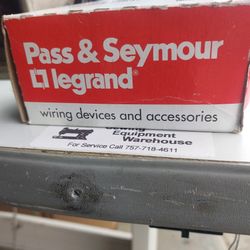 Pass & Seymour
legrand®
wiring devices and accessories
Equipment
Warehouse
For Service Call 757-718-4611